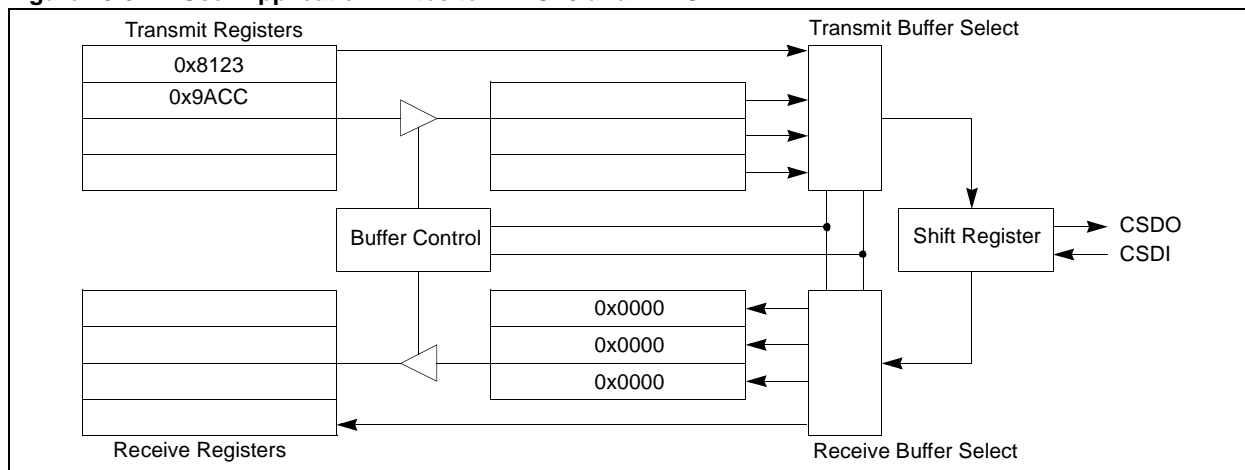 Transmit Registers
Transmit Buffer Select
0x8123
0x9ACC
Buffer Control
Shift Register
CSDO
CSDI
0x0000
0x0000
0x0000
Receive Registers
Receive Buffer Select